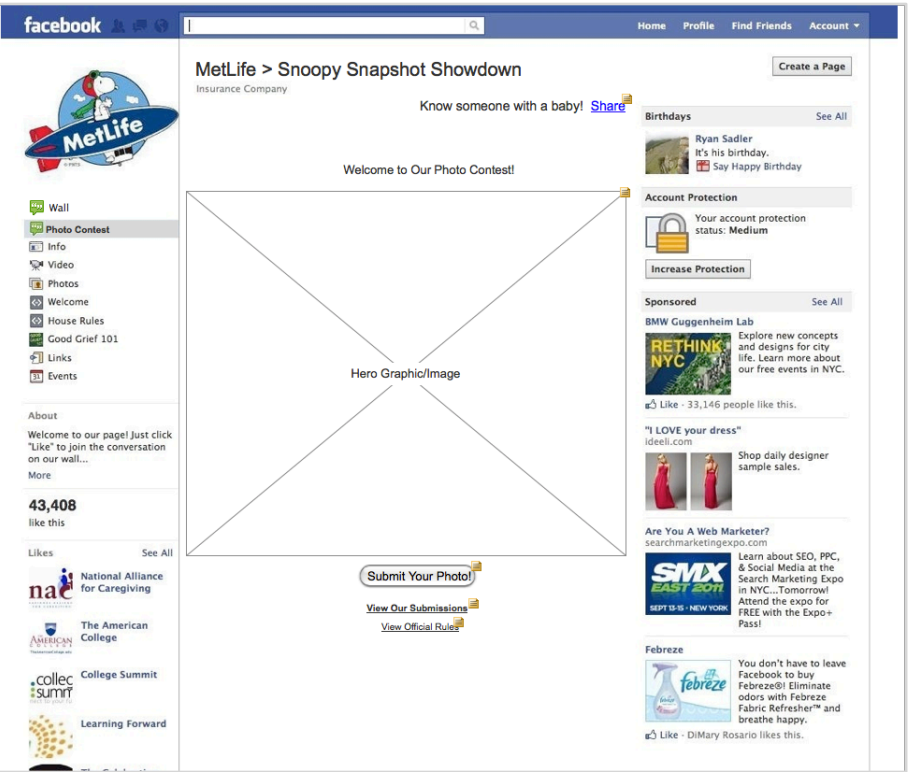 facebook
Home Profile Find Friends Account
MetLife
MetLife > Snoopy Snapshot Showdown
Insurance Company
Create a Page
Know someone with a baby! Share
Welcome to Our Photo Contest!
Wall
Photo Contest
Info
Video
Photos
Welcome
House Rules
Good Grief 101
Links
31 Events
About
Welcome to our page! Just click
"Like" to join the conversation
on our wall...
More
43,408
like this
Likes See All
nac
National Alliance
for Caregiving
AMERICAN
The American
College
collec
summ
College Summit
Learning Forward
Hero Graphic/Image
Submit Your Photo!
View Our Submissions
View Official Rules
Birthdays See All
Ryan Sadler
It's his
birthday.
Say Happy Birthday
Account Protection
Your account protection
status: Medium
Increase Protection
Sponsored See All
BMW Guggenheim Lab
RETHINK
NYC
Explore new concepts
and designs for city
life. Learn more about
our free events in NYC.
Like · 33,146 people like this.
"I LOVE your dress"
ideeli.com
Shop daily designer
sample sales.
Are You A Web Marketer?
searchmarketingexpo.com
SMX
EAST 2011
SEPT 13-15 · NEW YORK
Learn about SEO, PPC,
& Social Media at the
Search Marketing Expo
in NYC...Tomorrow!
Attend the expo for
FREE with the Expo+
Pass!
Febreze
febreze
You don't have to leave
Facebook to buy
Febreze®! Eliminate
odors with Febreze
Fabric Refresher™ and
breathe happy.
Like · DiMary Rosario likes this.